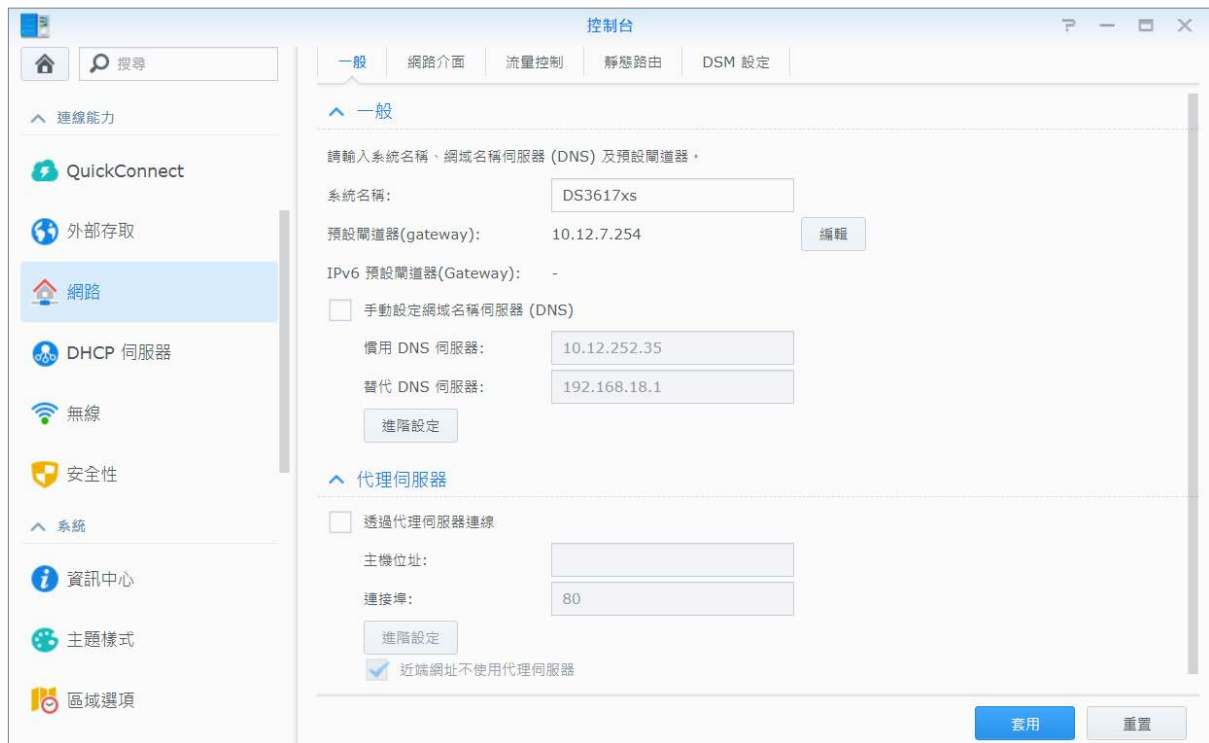 控制台
搜尋
連線能力
QuickConnect
外部存取
網路
DHCP 伺服器
無線
安全性
系統
資訊中心
主題樣式
區域選項
一般 網路介面 流量控制 靜態路由 DSM 設定
一般
請輸入系統名稱、網域名稱伺服器 (DNS) 及預設閘道器。
系統名稱: DS3617xs
預設閘道器(gateway): 10.12.7.254 編輯
IPv6 預設閘道器(Gateway): -
手動設定網域名稱伺服器 (DNS)
慣用 DNS 伺服器: 10.12.252.35
替代 DNS 伺服器: 192.168.18.1
進階設定
代理伺服器
透過代理伺服器連線
主機位址:
連接埠: 80
進階設定
近端網址不使用代理伺服器
套用 重置